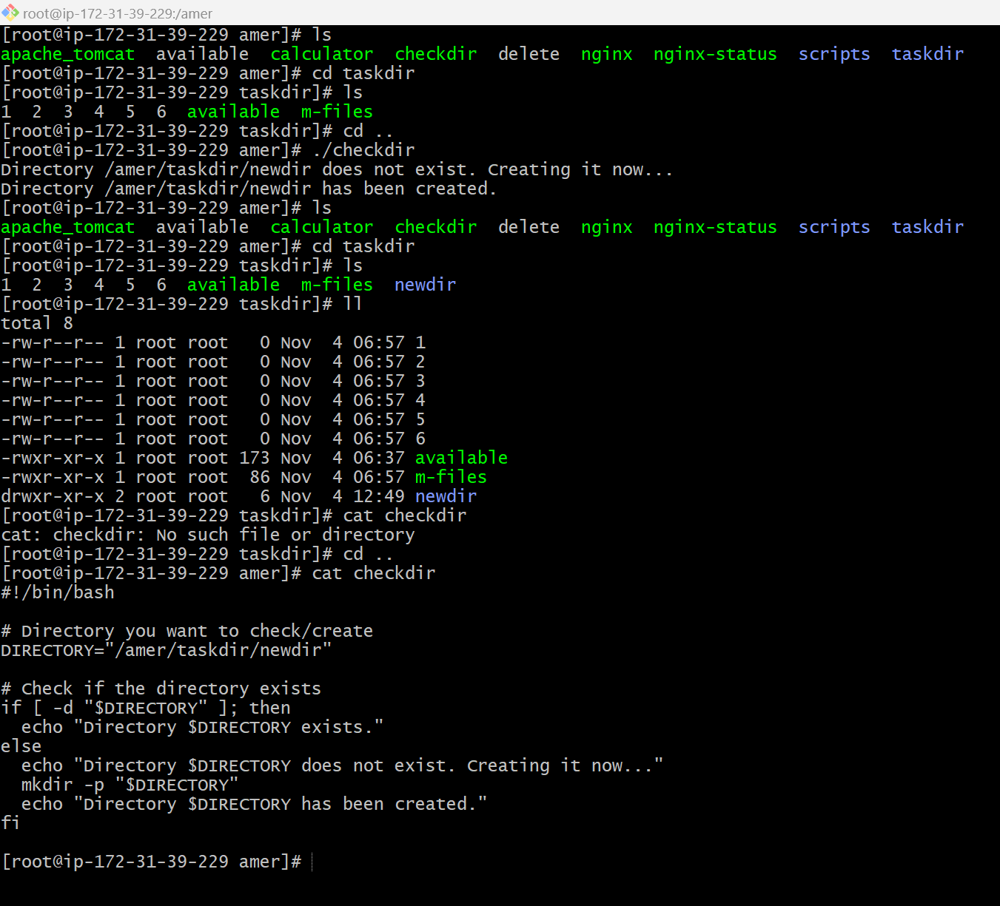 root@ip-172-31-39-229:/amer
[root@ip-172-31-39-229 amer]# ls
apache_tomcat  available  calculator  checkdir  delete  nginx  nginx-status  scripts  taskdir
[root@ip-172-31-39-229 amer]# cd taskdir
[root@ip-172-31-39-229 taskdir]# ls
1  2  3  4  5  6  available  m-files
[root@ip-172-31-39-229 taskdir]# cd ..
[root@ip-172-31-39-229 amer]# ./checkdir
Directory /amer/taskdir/newdir does not exist. Creating it now...
Directory /amer/taskdir/newdir has been created.
[root@ip-172-31-39-229 amer]# ls
apache_tomcat  available  calculator  checkdir  delete  nginx  nginx-status  scripts  taskdir
[root@ip-172-31-39-229 amer]# cd taskdir
[root@ip-172-31-39-229 taskdir]# ls
1  2  3  4  5  6  available  m-files  newdir
[root@ip-172-31-39-229 taskdir]# ll
total 8
-rw-r--r-- 1 root root   0 Nov  4 06:57 1
-rw-r--r-- 1 root root   0 Nov  4 06:57 2
-rw-r--r-- 1 root root   0 Nov  4 06:57 3
-rw-r--r-- 1 root root   0 Nov  4 06:57 4
-rw-r--r-- 1 root root   0 Nov  4 06:57 5
-rw-r--r-- 1 root root   0 Nov  4 06:57 6
-rwxr-xr-x 1 root root 173 Nov  4 06:37 available
-rwxr-xr-x 1 root root  86 Nov  4 06:57 m-files
drwxr-xr-x 2 root root   6 Nov  4 12:49 newdir
[root@ip-172-31-39-229 taskdir]# cat checkdir
cat: checkdir: No such file or directory
[root@ip-172-31-39-229 taskdir]# cd ..
[root@ip-172-31-39-229 amer]# cat checkdir
#!/bin/bash

# Directory you want to check/create
DIRECTORY="/amer/taskdir/newdir"

# Check if the directory exists
if [ -d "$DIRECTORY" ]; then
  echo "Directory $DIRECTORY exists."
else
  echo "Directory $DIRECTORY does not exist. Creating it now..."
  mkdir -p "$DIRECTORY"
  echo "Directory $DIRECTORY has been created."
fi

[root@ip-172-31-39-229 amer]#